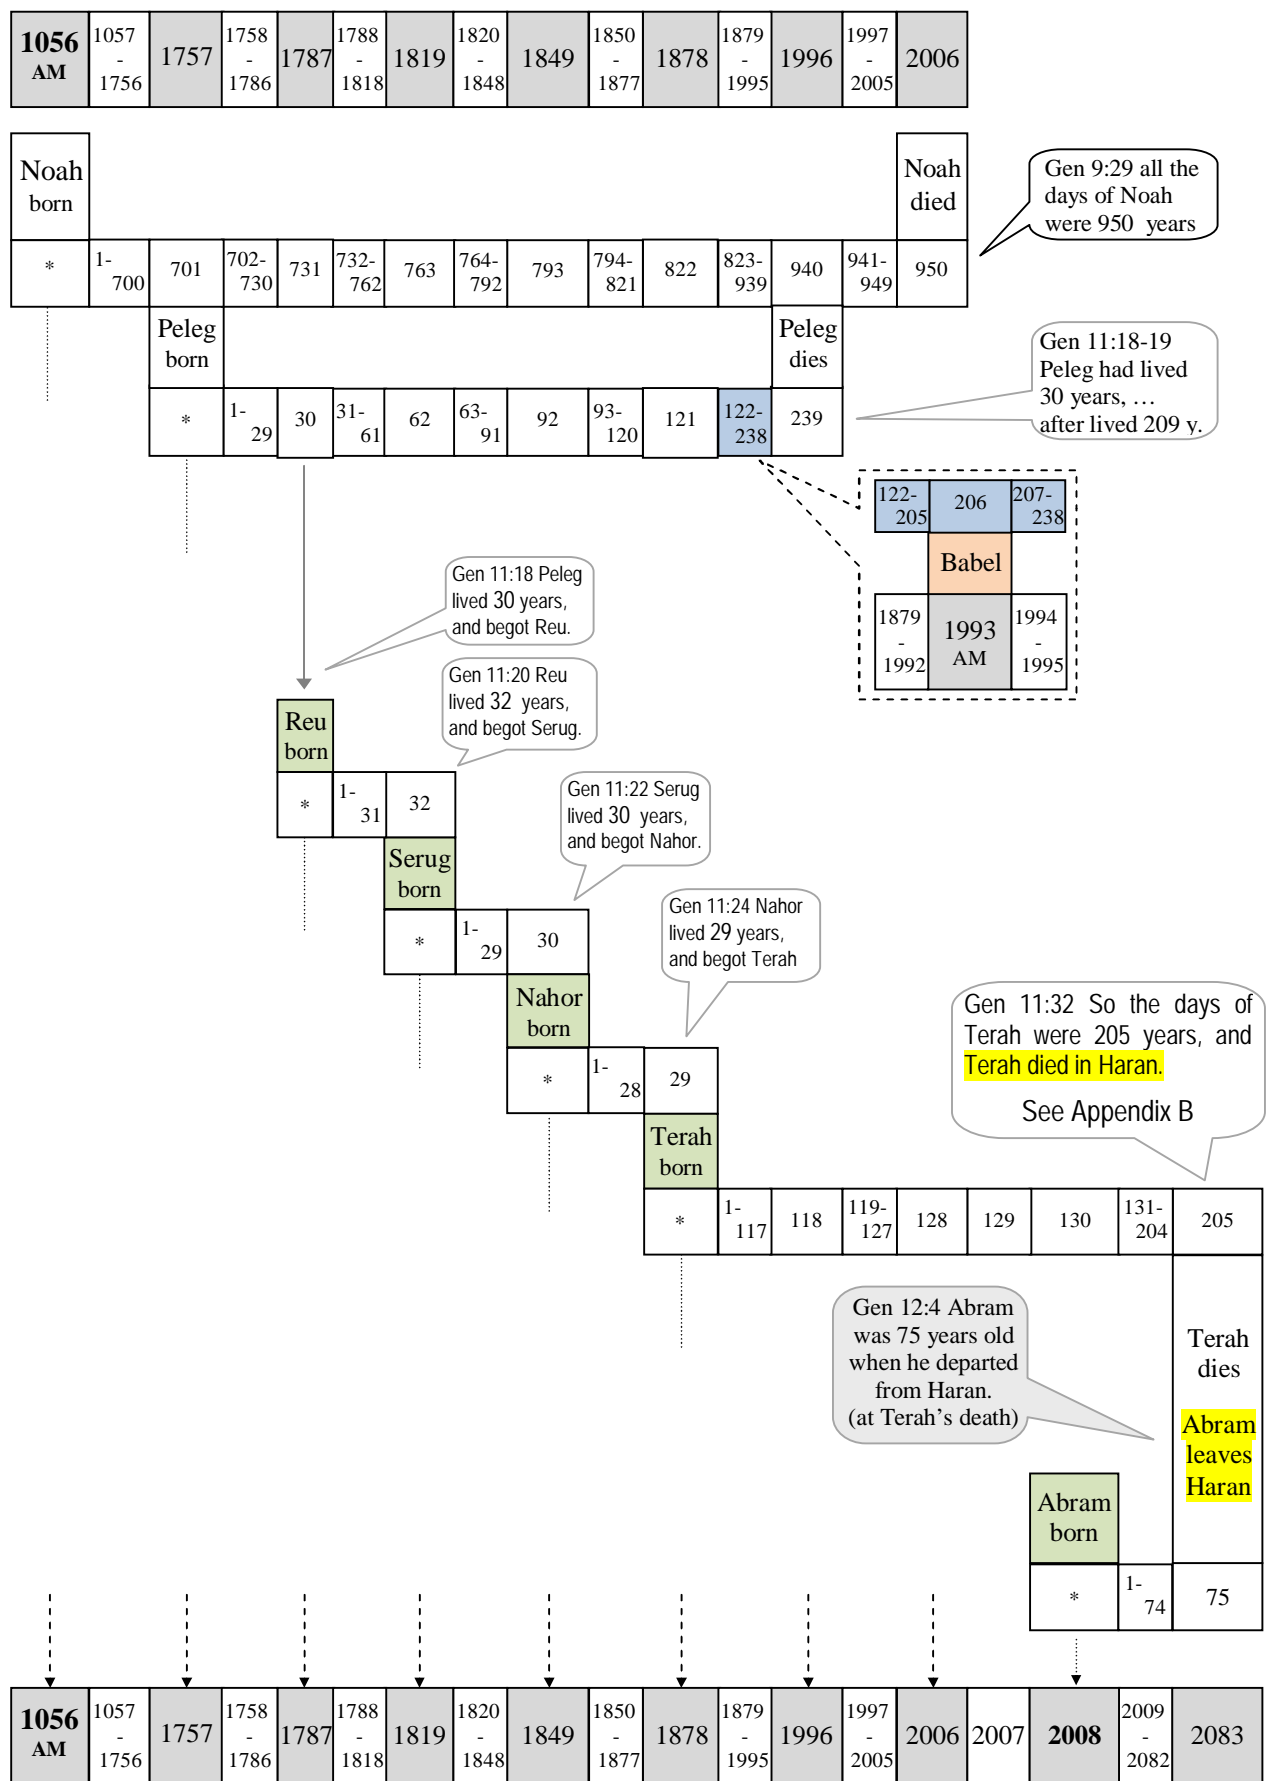 1056 AM
1057 - 1756
1757
1758 - 1786
1787
1788 - 1818
1819
1820 - 1848
1849
1850 - 1877
1878
1879 - 1995
1996
1997 - 2005
2006
Noah
born
Noah
died
Gen 9:29 all the
days of Noah
were 950 years
*
1-700
701
702-730
731
732-762
763
764-792
793
794-821
822
823-939
940
941-949
950
Peleg
born
Peleg
dies
Gen 11:18-19
Peleg had lived
30 years, …
after lived 209 y.
*
1-29
30
31-61
62
63-91
92
93-120
121
122-238
239
122-205
206
207-238
Babel
1879 - 1992
1993 AM
1994 - 1995
Gen 11:18 Peleg
lived 30 years,
and begot Reu.
Gen 11:20 Reu
lived 32 years,
and begot Serug.
Reu
born
*
1-31
32
Gen 11:22 Serug
lived 30 years,
and begot Nahor.
Serug
born
*
1-29
30
Gen 11:24 Nahor
lived 29 years,
and begot Terah
Nahor
born
*
1-28
29
Gen 11:32 So the days of
Terah were 205 years, and
Terah died in Haran.
See Appendix B
Terah
born
*
1-117
118
119-127
128
129
130
131-204
205
Gen 12:4 Abram
was 75 years old
when he departed
from Haran.
(at Terah’s death)
Terah
dies
Abram
leaves
Haran
Abram
born
*
1-74
75
1056 AM
1057 - 1756
1757
1758 - 1786
1787
1788 - 1818
1819
1820 - 1848
1849
1850 - 1877
1878
1879 - 1995
1996
1997 - 2005
2006
2007
2008
2009 - 2082
2083